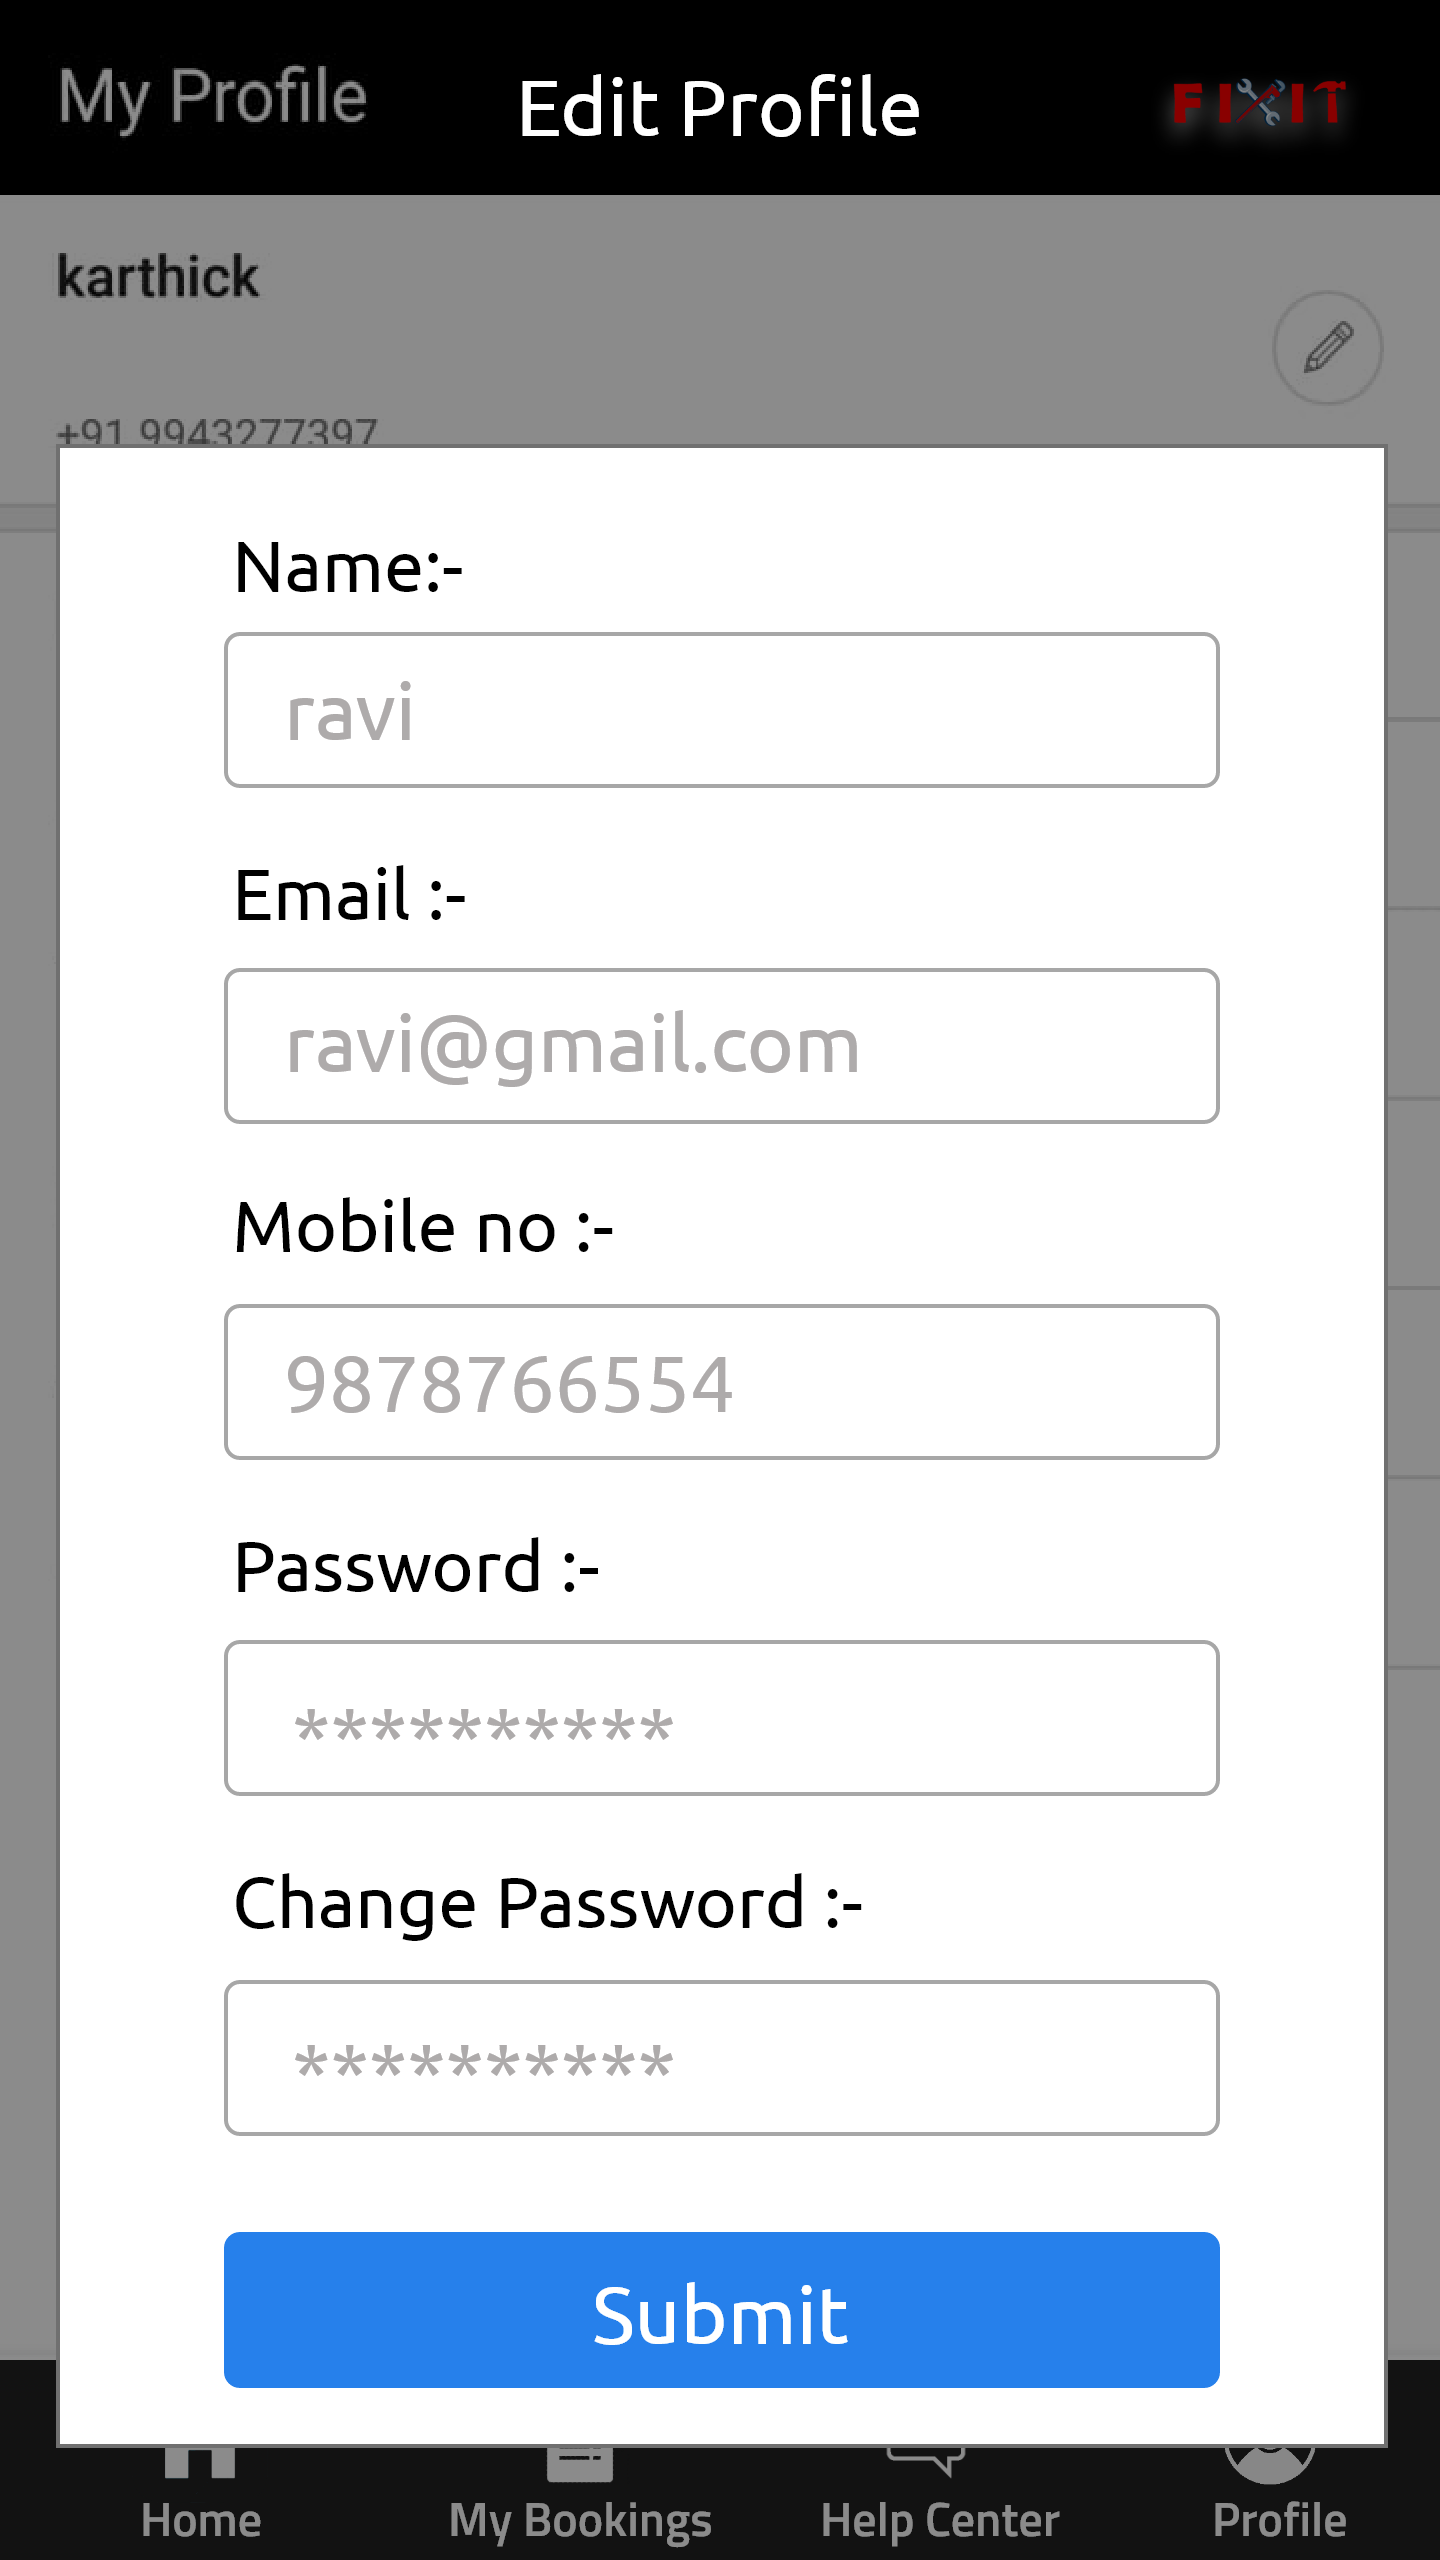 My Profile
Edit Profile
FIXIT
karthick
+91 9943277397
Name:-
ravi
Email :-
ravi@gmail.com
Mobile no :-
9878766554
Password :-
**********
Change Password :-
**********
Submit
Home
My Bookings
Help Center
Profile